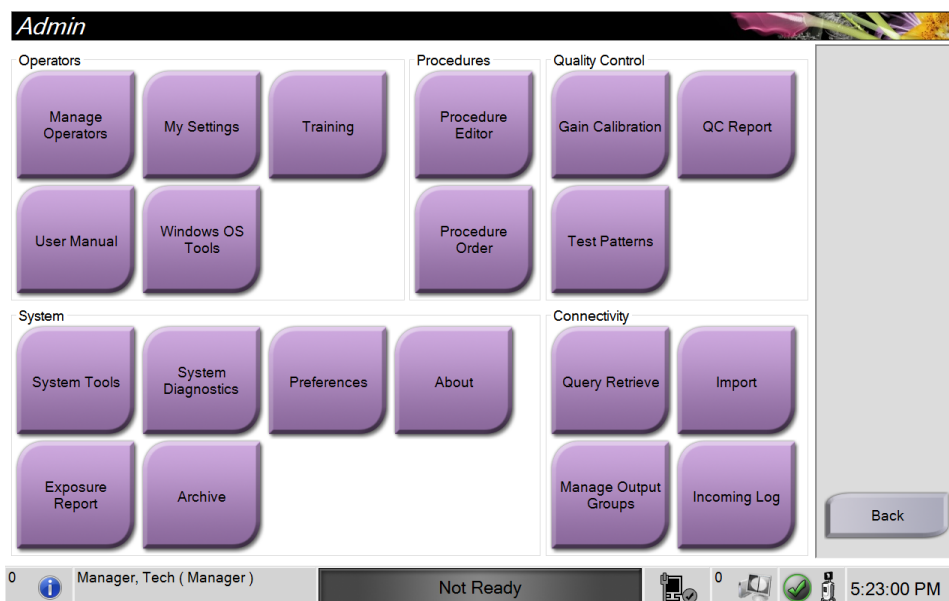 Admin
Operators
Manage
Operators
My Settings
Training
User Manual
Windows OS
Tools
Procedures
Procedure
Editor
Procedure
Order
Quality Control
Gain Calibration
QC Report
Test Patterns
System
System Tools
System
Diagnostics
Preferences
About
Exposure
Report
Archive
Connectivity
Query Retrieve
Import
Manage Output
Groups
Incoming Log
Back
0
Manager, Tech ( Manager )
Not Ready
0
5:23:00 PM